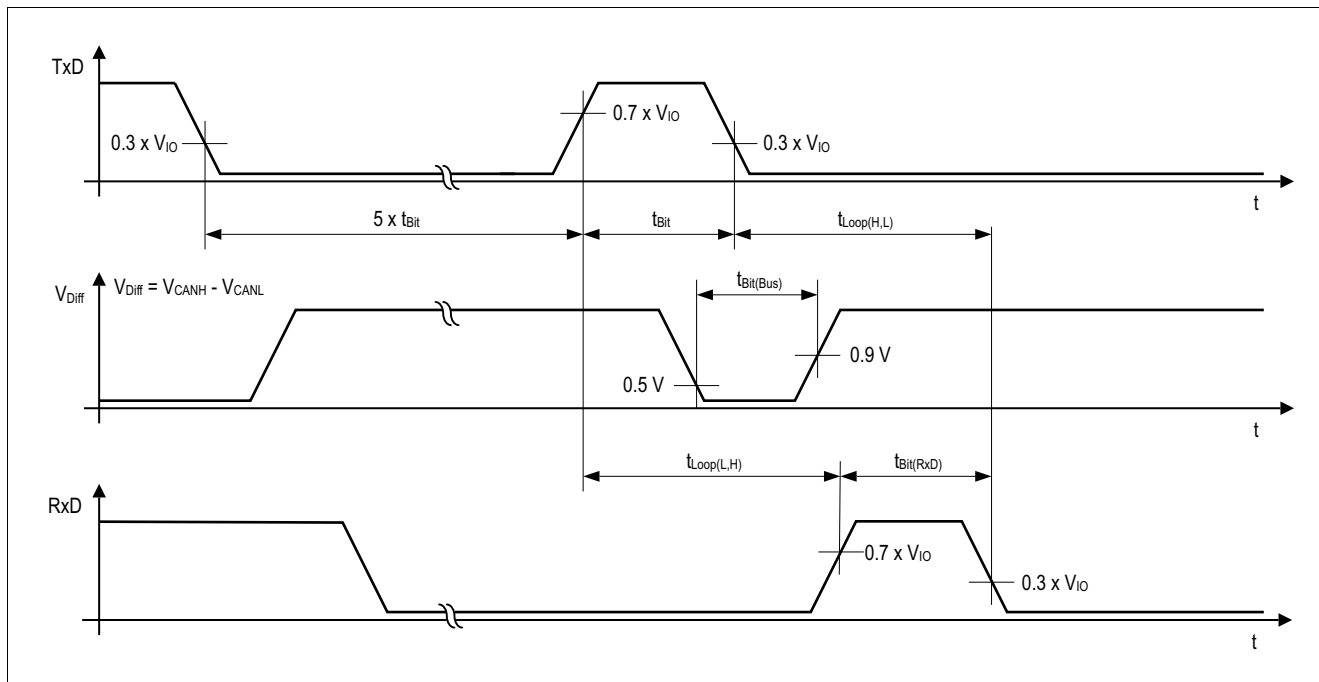 TxD
0.7 x VIO
0.3 x VIO
0.3 x VIO
t
5 x tBit
tBit
tLoop(H,L)
VDiff
VDiff = VCANH - VCANL
tBit(Bus)
0.9 V
0.5 V
t
tLoop(L,H)
tBit(RxD)
RxD
0.7 x VIO
0.3 x VIO
t